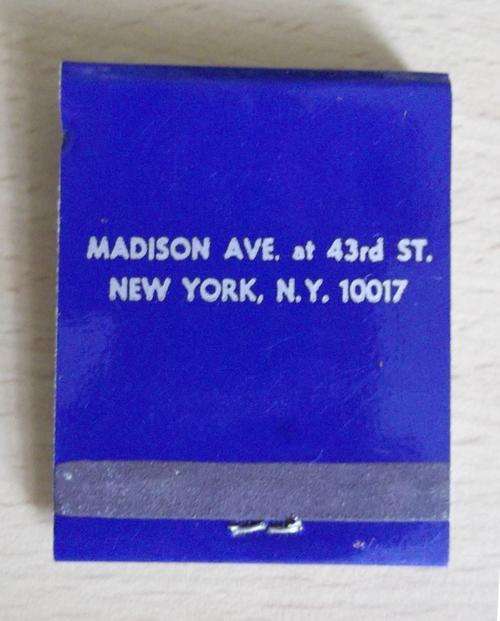 MADISON AVE. at 43rd ST.
NEW YORK, N.Y. 10017